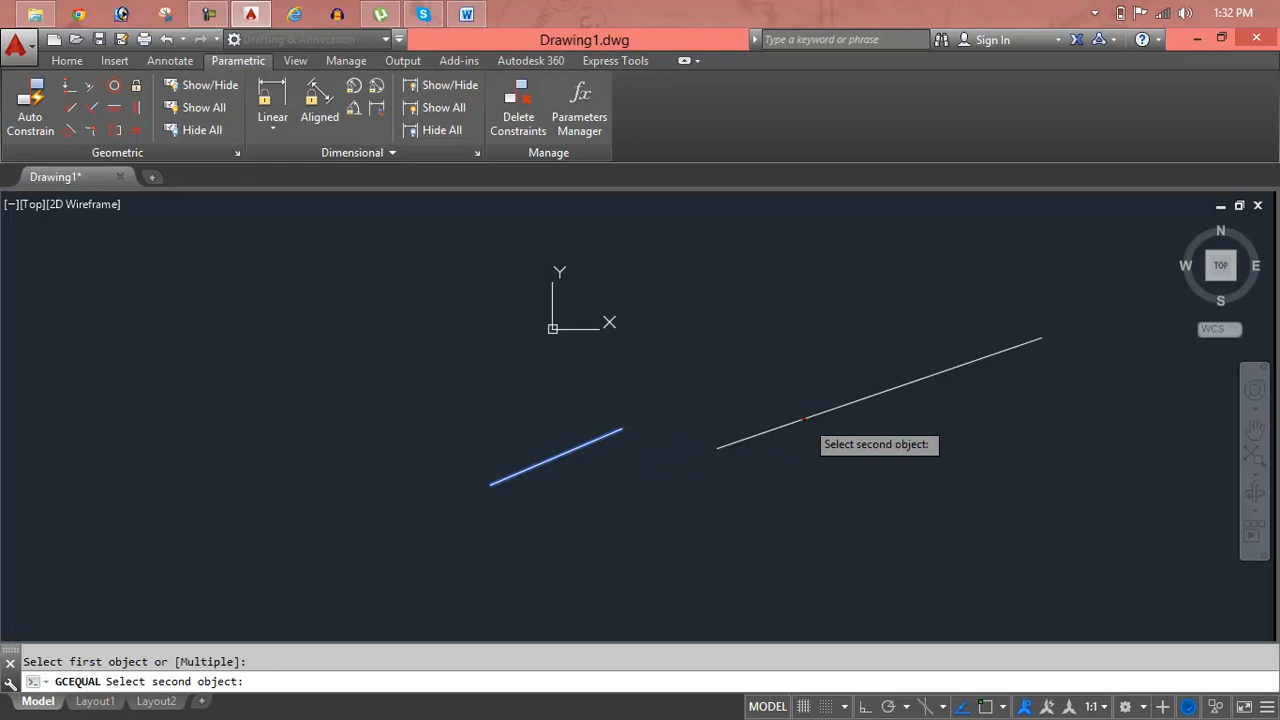 1:32 PM
Drafting & Annotation
Drawing1.dwg
Type a keyword or phrase
Sign In
Home
Insert
Annotate
Parametric
View
Manage
Output
Add-ins
Autodesk 360
Express Tools
Auto
Constrain
Show/Hide
Show All
Hide All
Geometric
Linear
Aligned
Show/Hide
Show All
Hide All
Dimensional
Delete
Constraints
fx
Parameters
Manager
Manage
Drawing1*
[−][Top][2D Wireframe]
N
W
TOP
E
S
WCS
Y
X
Select second object:
Select first object or [Multiple]:
GCEQUAL Select second object:
Model
Layout1
Layout2
MODEL
1:1